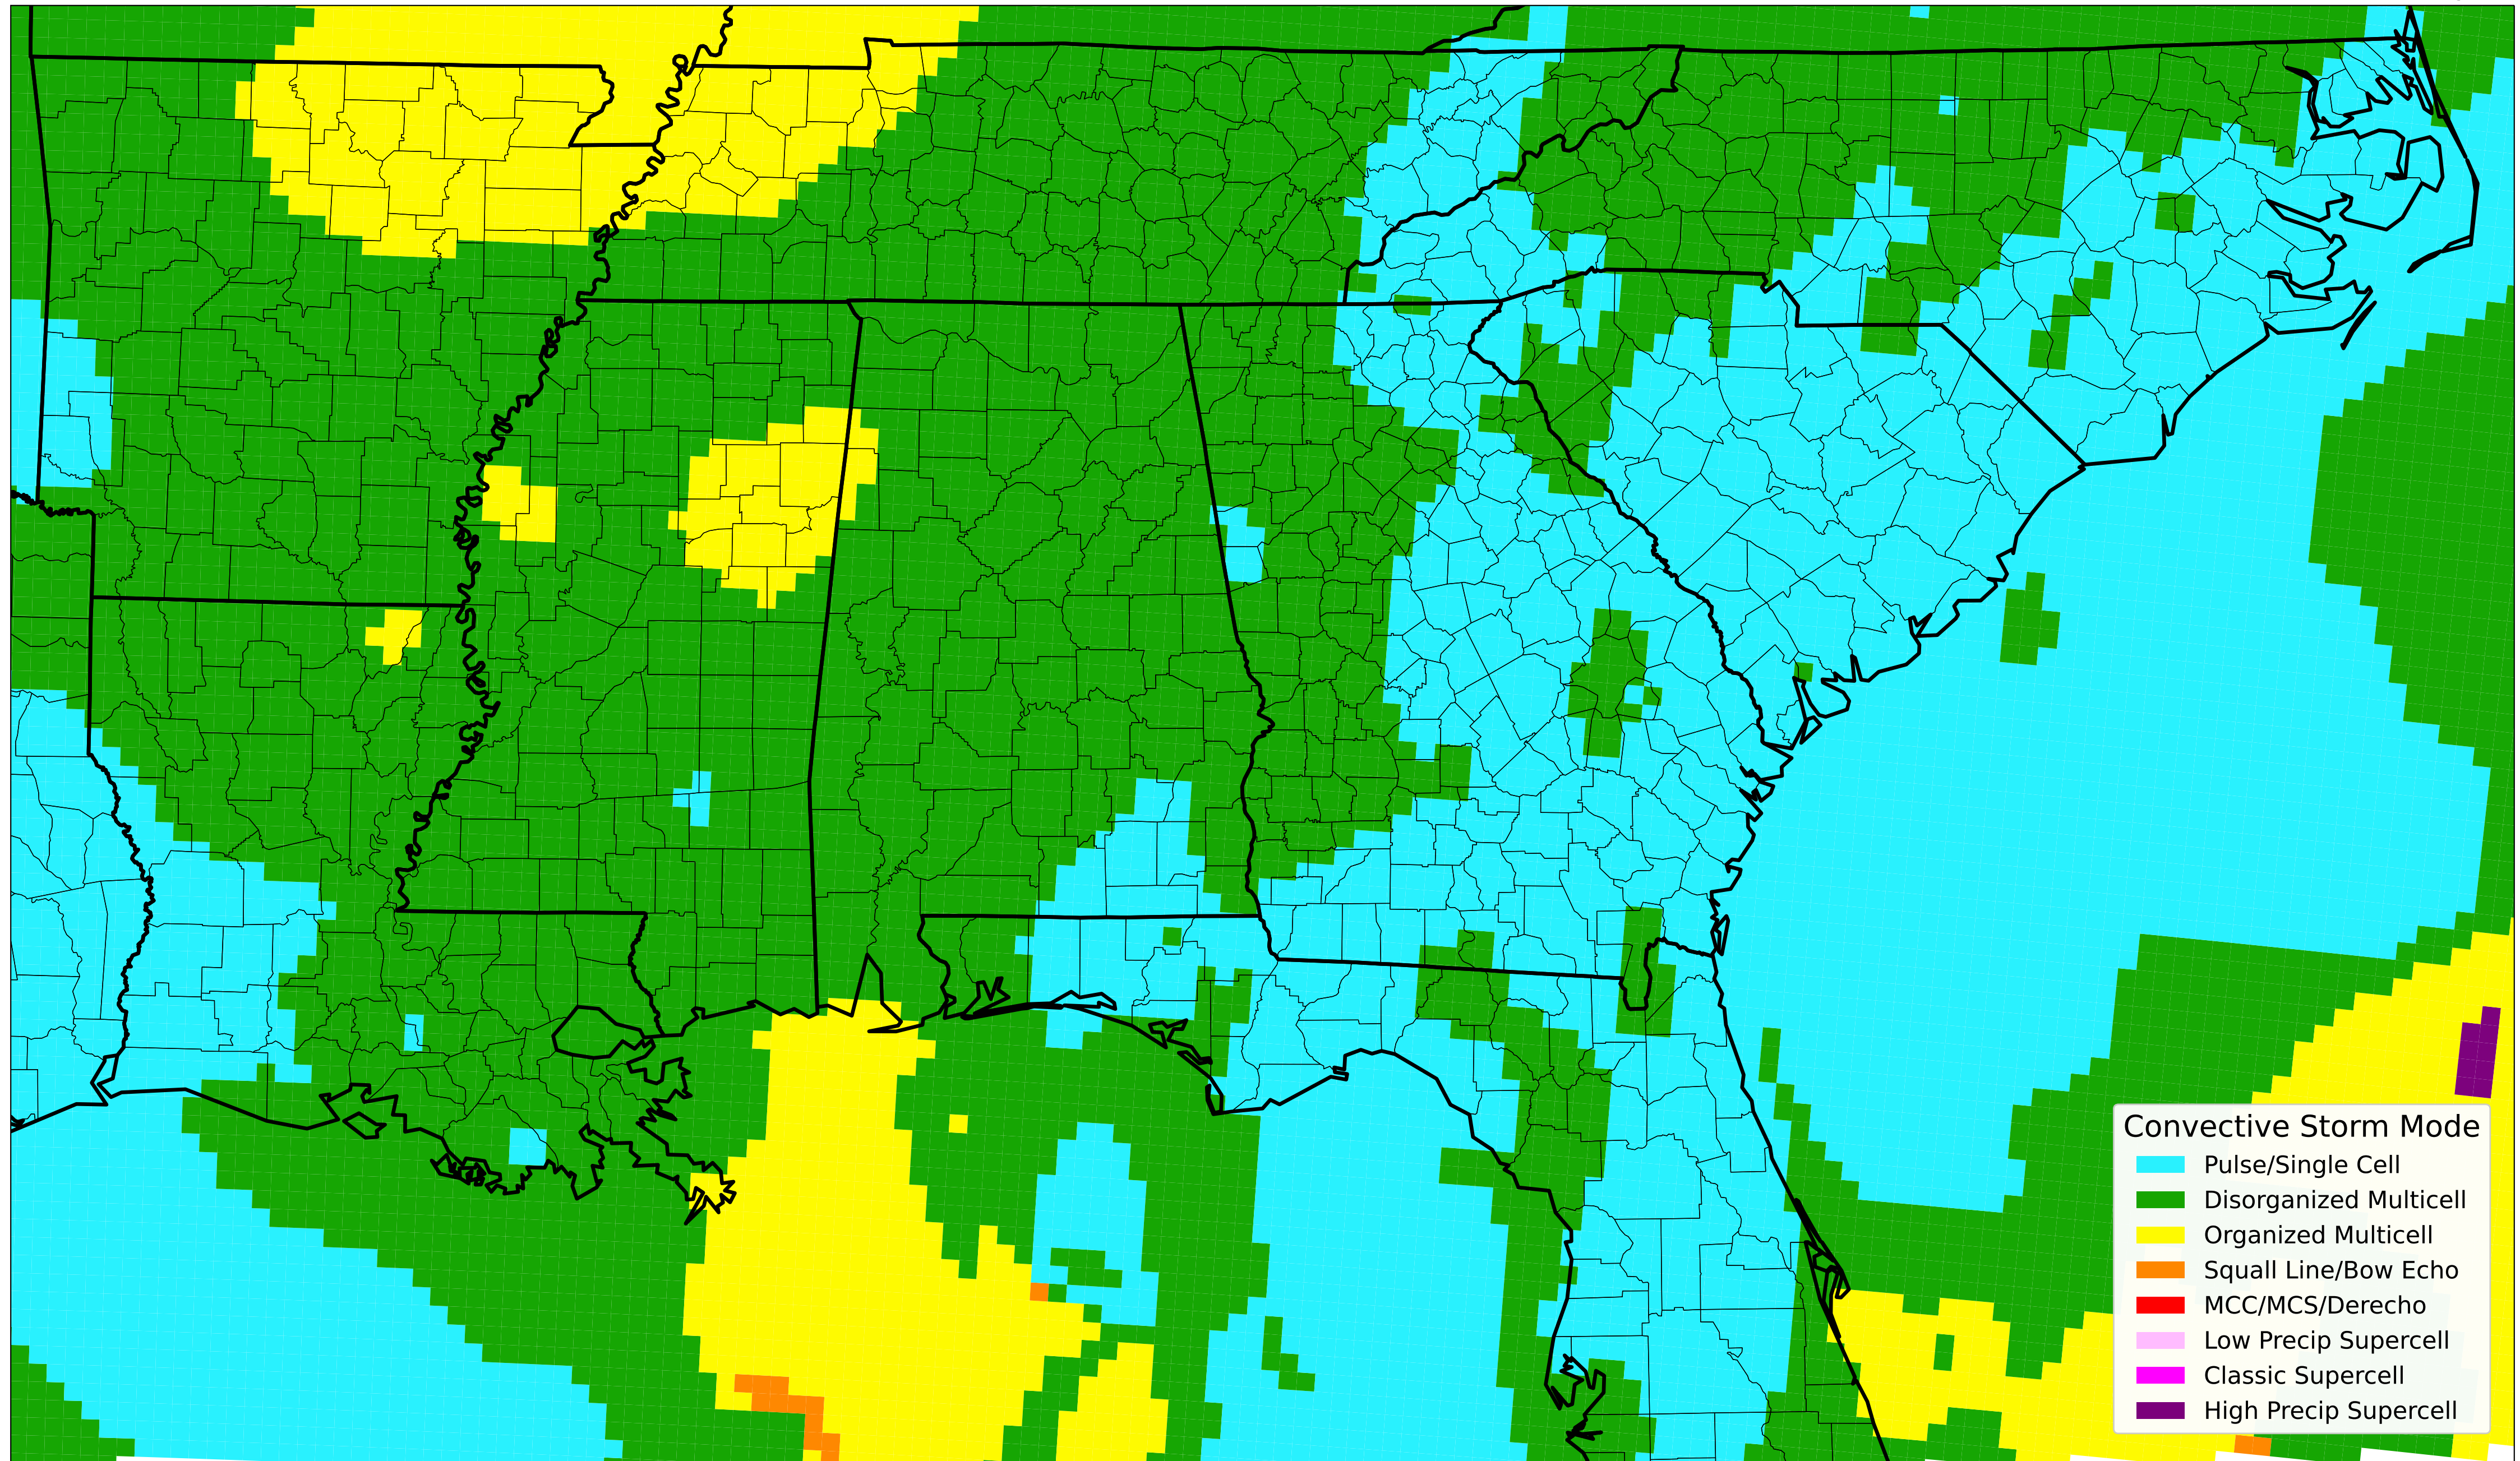 Convective Storm Mode
Pulse/Single Cell
Disorganized Multicell
Organized Multicell
Squall Line/Bow Echo
MCC/MCS/Derecho
Low Precip Supercell
Classic Supercell
High Precip Supercell